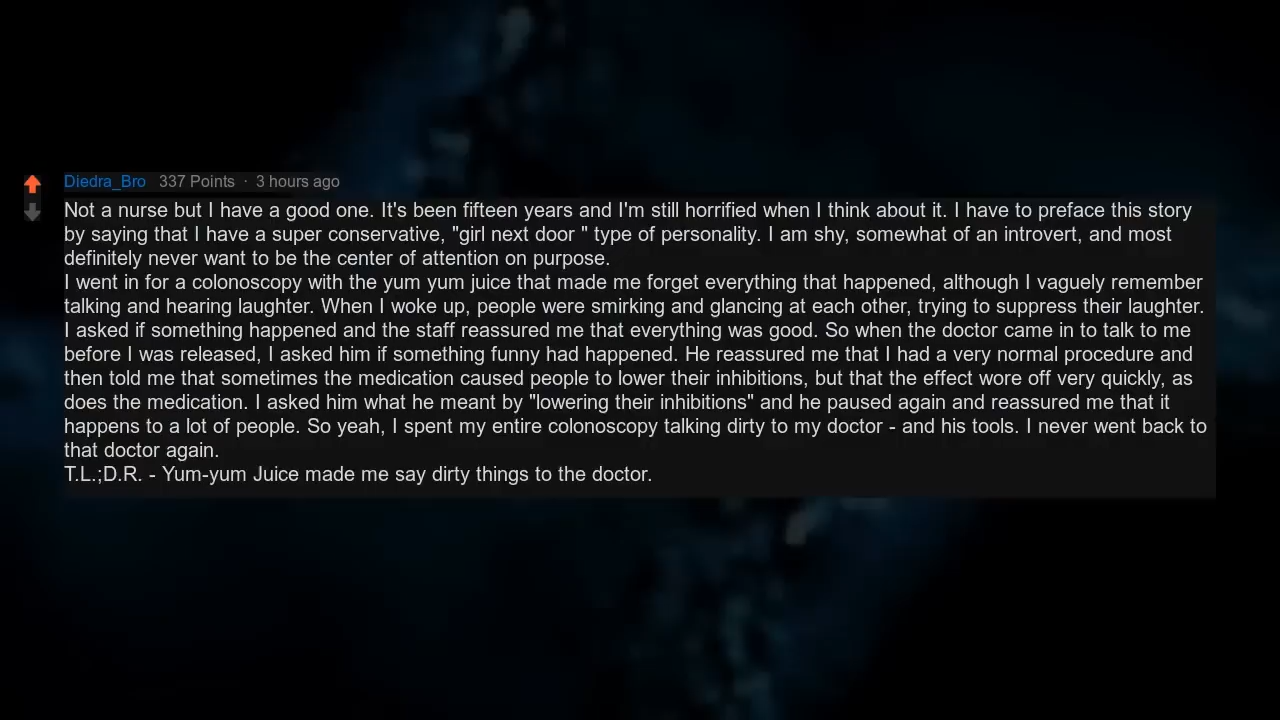 Diedra_Bro 337 Points · 3 hours ago
Not a nurse but I have a good one. It's been fifteen years and I'm still horrified when I think about it. I have to preface this story
by saying that I have a super conservative, "girl next door " type of personality. I am shy, somewhat of an introvert, and most
definitely never want to be the center of attention on purpose.
I went in for a colonoscopy with the yum yum juice that made me forget everything that happened, although I vaguely remember
talking and hearing laughter. When I woke up, people were smirking and glancing at each other, trying to suppress their laughter.
I asked if something happened and the staff reassured me that everything was good. So when the doctor came in to talk to me
before I was released, I asked him if something funny had happened. He reassured me that I had a very normal procedure and
then told me that sometimes the medication caused people to lower their inhibitions, but that the effect wore off very quickly, as
does the medication. I asked him what he meant by "lowering their inhibitions" and he paused again and reassured me that it
happens to a lot of people. So yeah, I spent my entire colonoscopy talking dirty to my doctor - and his tools. I never went back to
that doctor again.
T.L.;D.R. - Yum-yum Juice made me say dirty things to the doctor.